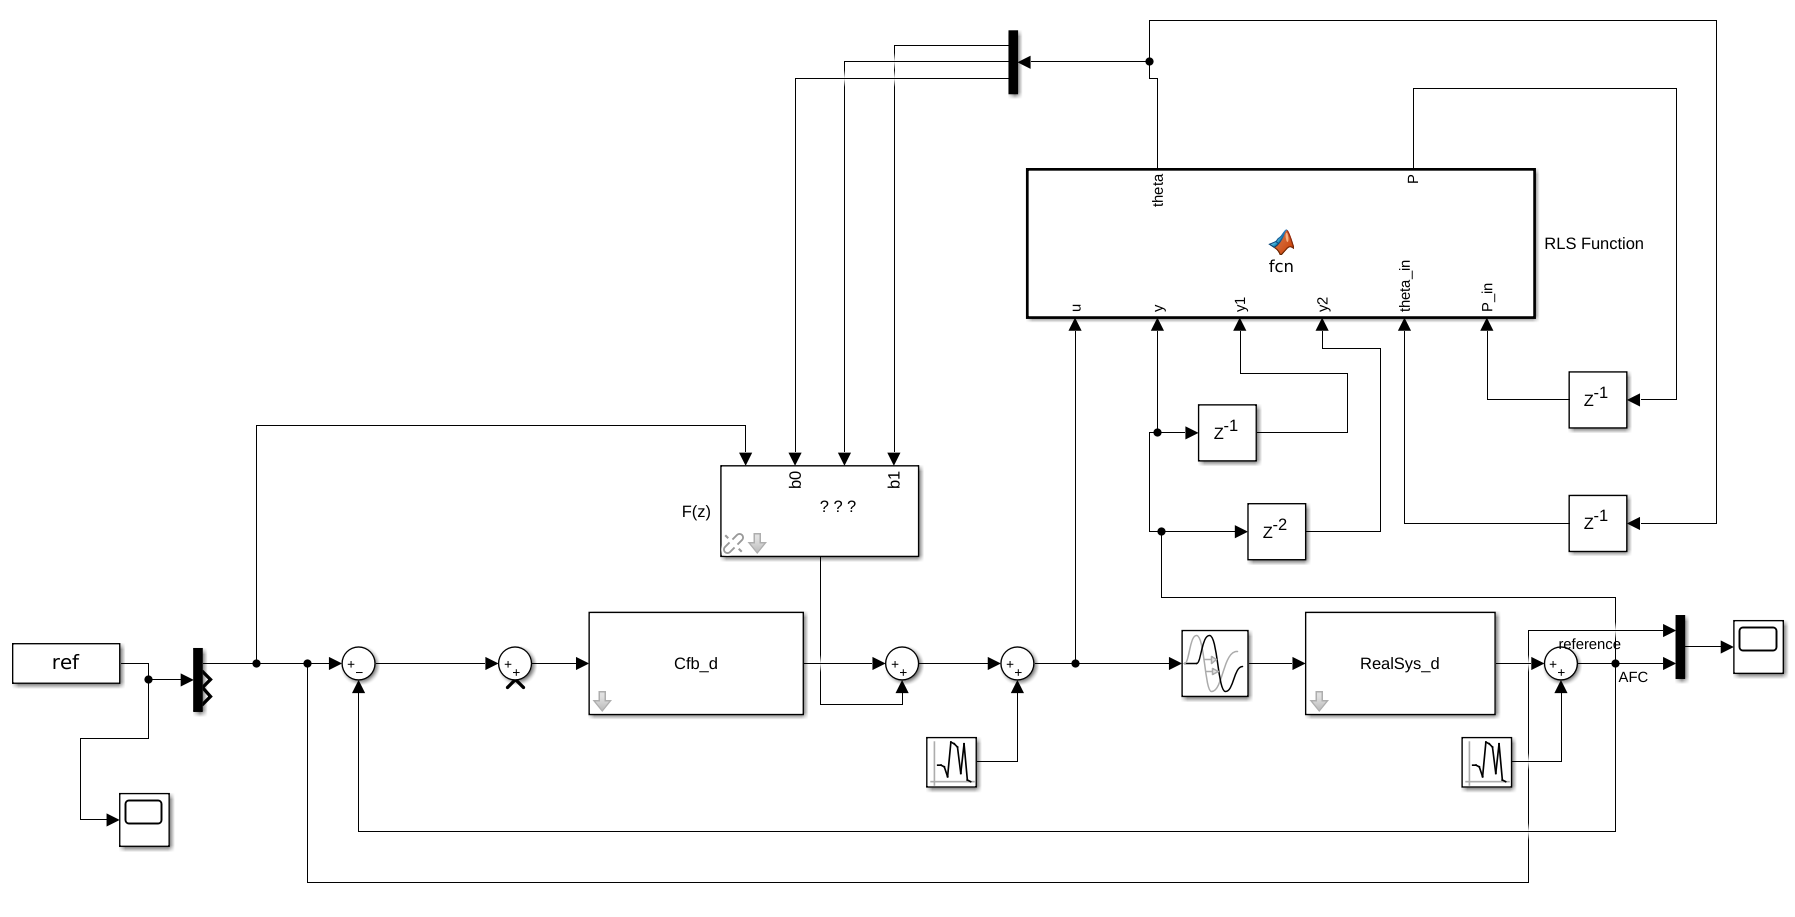 theta
P
fcn
RLS Function
u
y
y1
y2
theta_in
P_in
Z-1
Z-1
b0
b1
? ? ?
F(z)
Z-2
Z-1
ref
+
−
+
+
Cfb_d
+
+
+
+
RealSys_d
+
+
reference
AFC